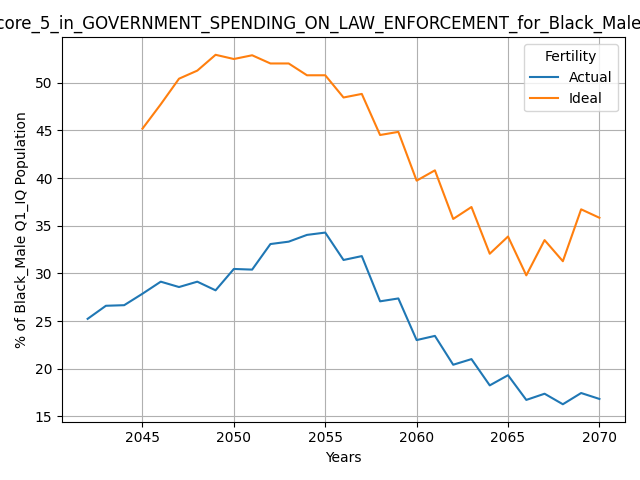 core_5_in_GOVERNMENT_SPENDING_ON_LAW_ENFORCEMENT_for_Black_Male
Fertility
Actual
Ideal
% of Black_Male Q1_IQ Population
50
45
40
35
30
25
20
15
2045 2050 2055 2060 2065 2070
Years